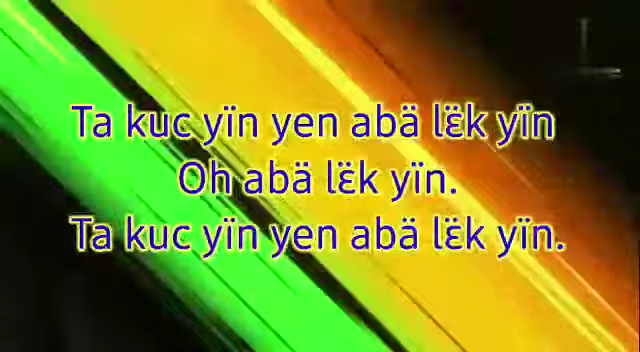 Ta kuc yïn yen abä lɛ̈k yïn
Oh abä lɛ̈k yïn.
Ta kuc yïn yen abä lɛ̈k yïn.